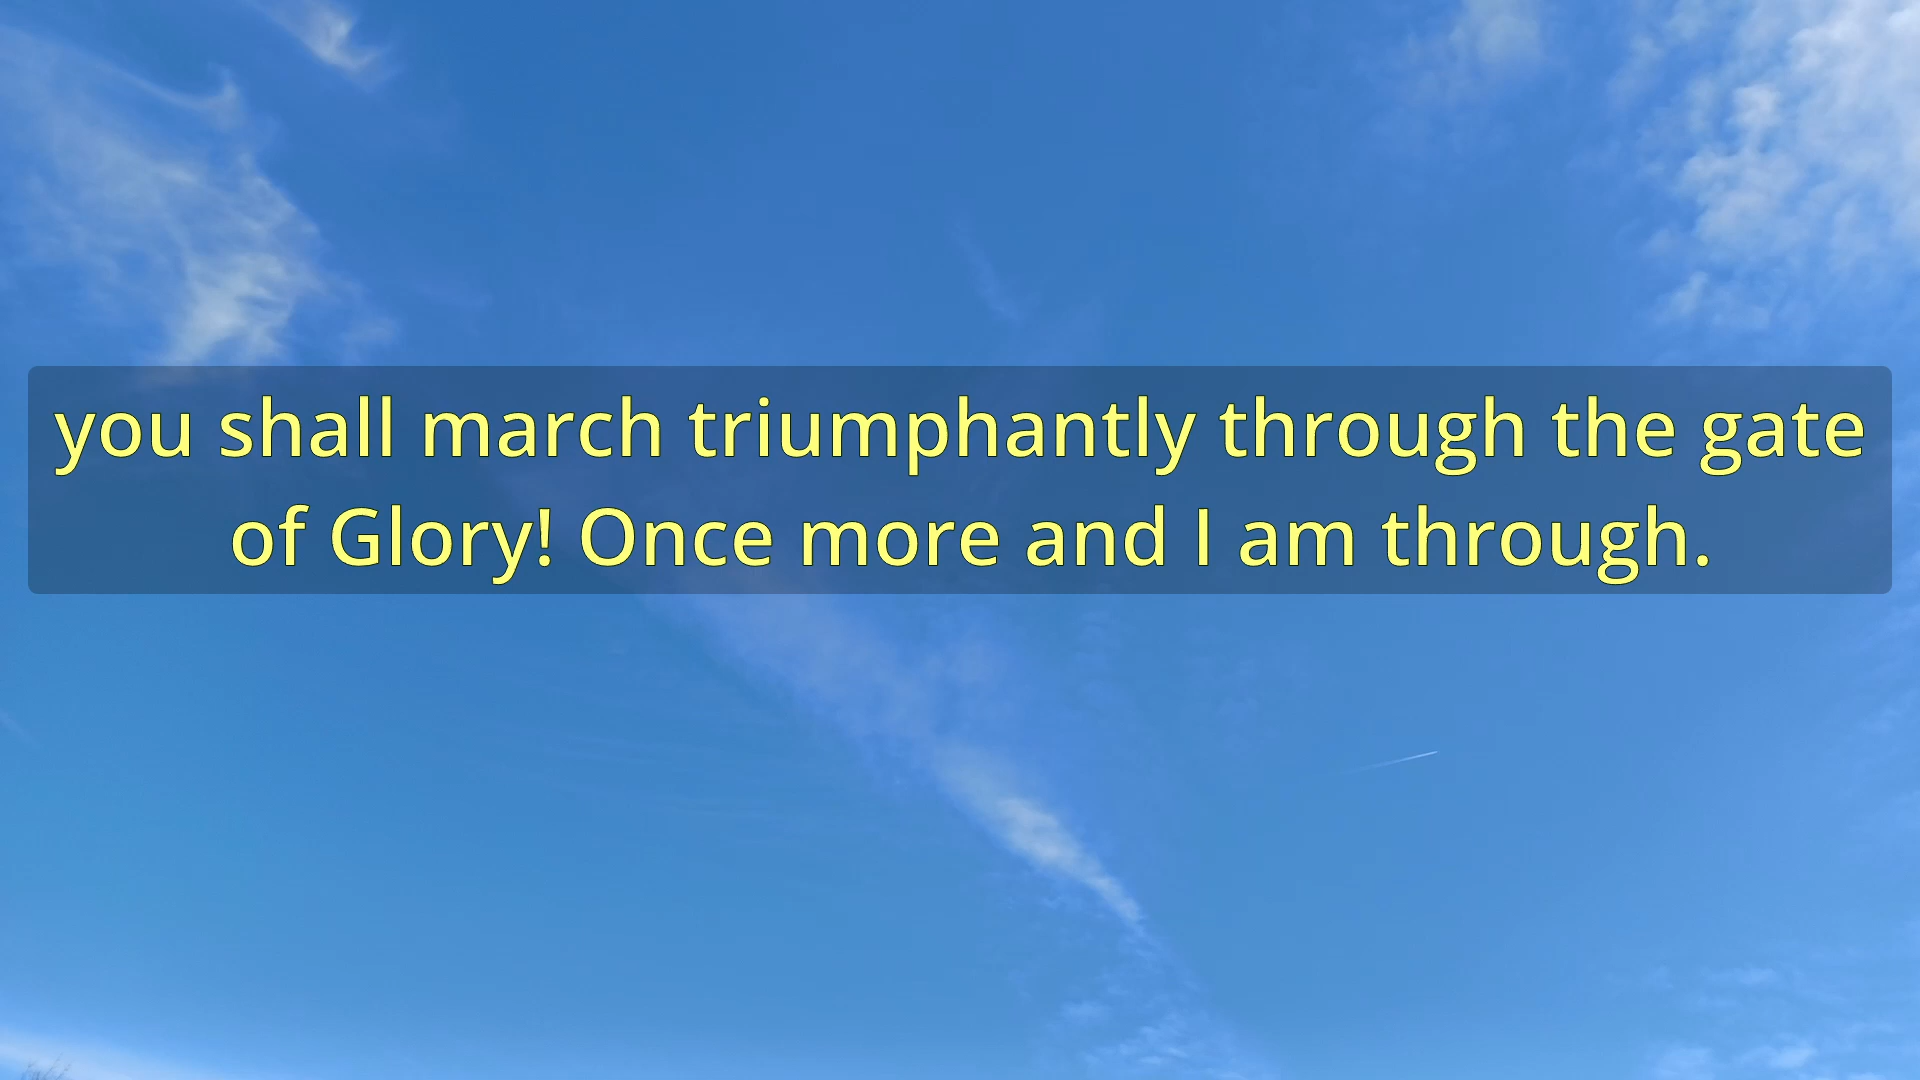 you shall march triumphantly through the gate
of Glory! Once more and I am through.